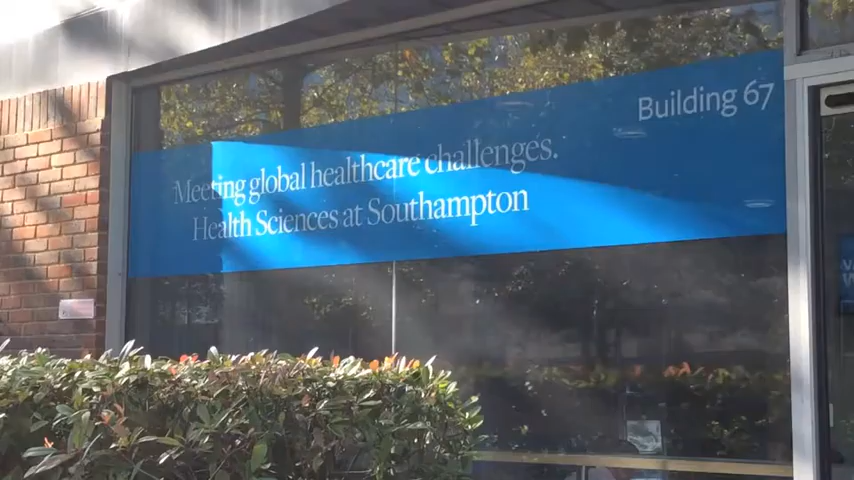 Building 67
Meeting global healthcare challenges.
Health Sciences at Southampton